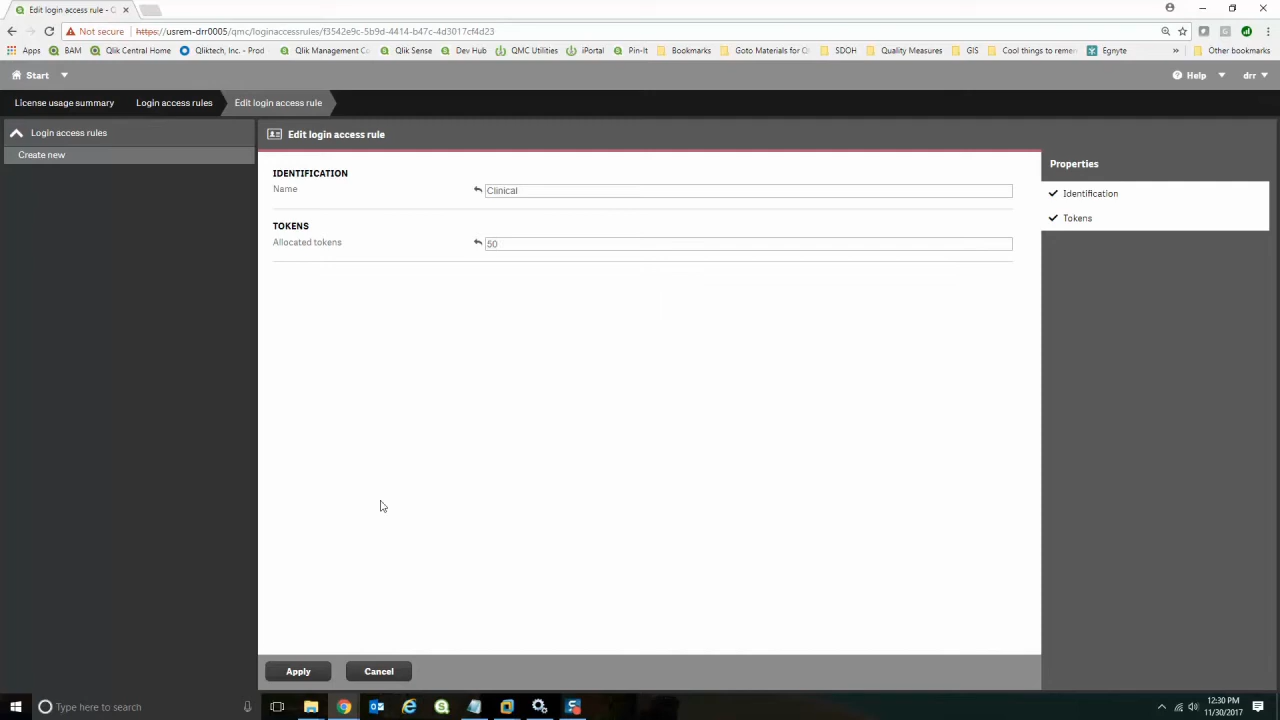 Edit login access rule - C
Not secure https://usrem-drr0005/qmc/loginaccessrules/f3542e9c-5b9d-4414-b47c-4d3017cf4d23
Apps BAM Qlik Central Home Qliktech, Inc. - Prod Qlik Management Co Qlik Sense Dev Hub QMC Utilities iPortal Pin-It Bookmarks Goto Materials for Q SDOH Quality Measures GIS Cool things to remem Egnyte » Other bookmarks
Start Help drr
License usage summary Login access rules Edit login access rule
Login access rules
Create new
Edit login access rule
IDENTIFICATION
Name Clinical
TOKENS
Allocated tokens 50
Properties
Identification
Tokens
Apply Cancel
Type here to search
12:30 PM
11/30/2017